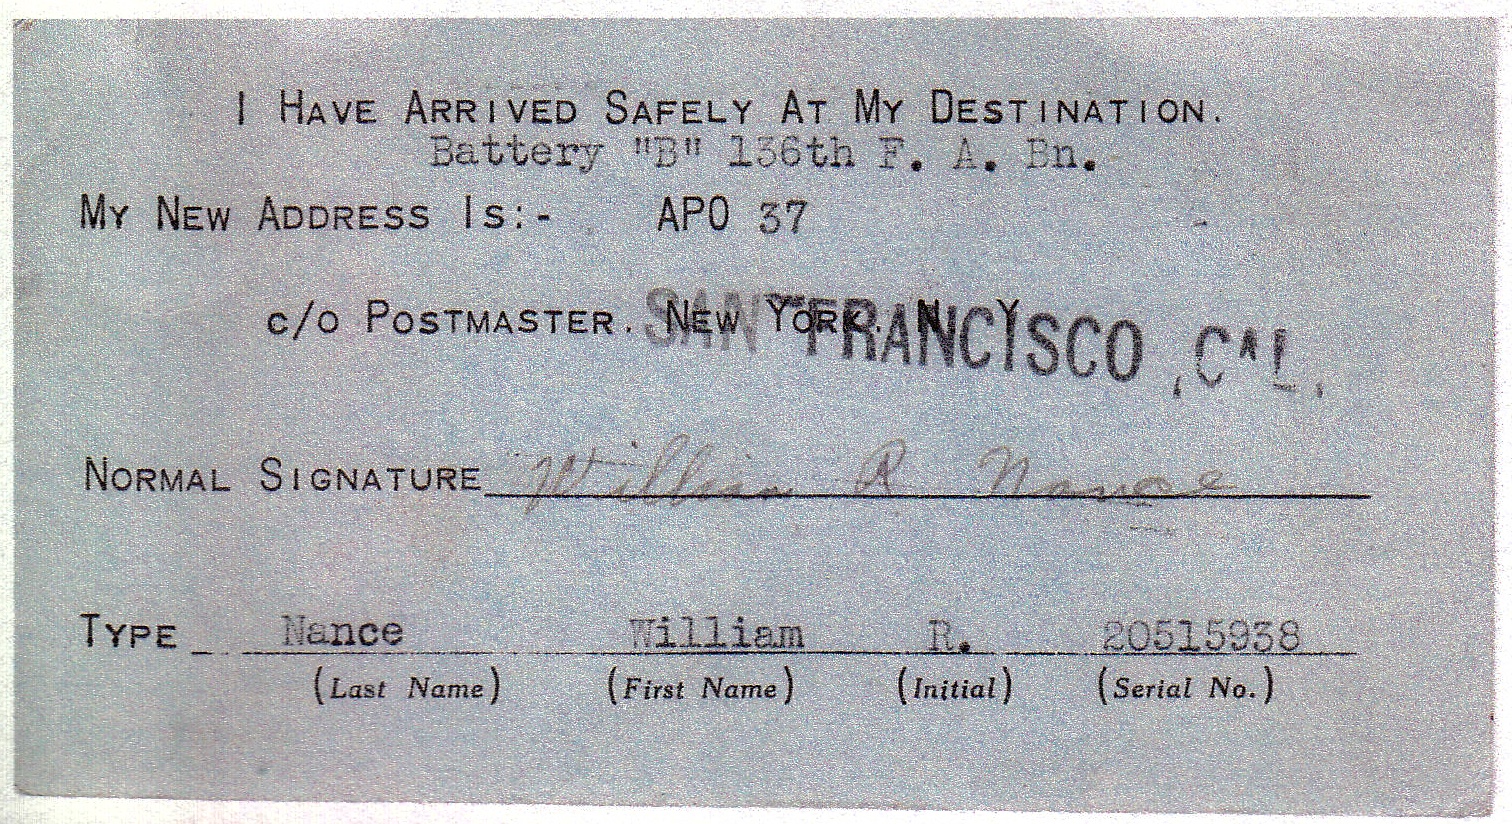 I HAVE ARRIVED SAFELY AT MY DESTINATION.
Battery "B" 136th F. A. Bn.
MY NEW ADDRESS IS:- APO 37
c/o POSTMASTER. NEW YORK, N.Y. SAN FRANCISCO, CAL.
NORMAL SIGNATURE William R Nance
TYPE Nance William R. 20515938
(Last Name) (First Name) (Initial) (Serial No.)